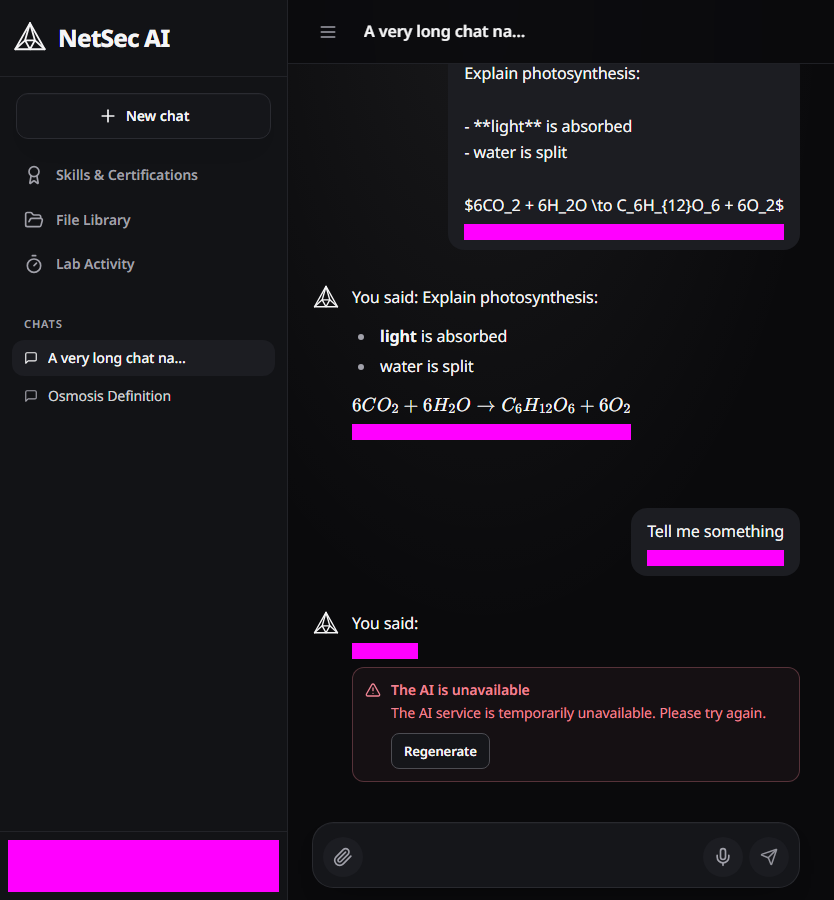 NetSec AI
New chat
Skills & Certifications
File Library
Lab Activity
CHATS
A very long chat na...
Osmosis Definition
A very long chat na...
Explain photosynthesis:
- **light** is absorbed
- water is split
$6CO_2 + 6H_2O \to C_6H_{12}O_6 + 6O_2$
You said: Explain photosynthesis:
• light is absorbed
• water is split
6CO₂ + 6H₂O → C₆H₁₂O₆ + 6O₂
Tell me something
You said:
The AI is unavailable
The AI service is temporarily unavailable. Please try again.
Regenerate